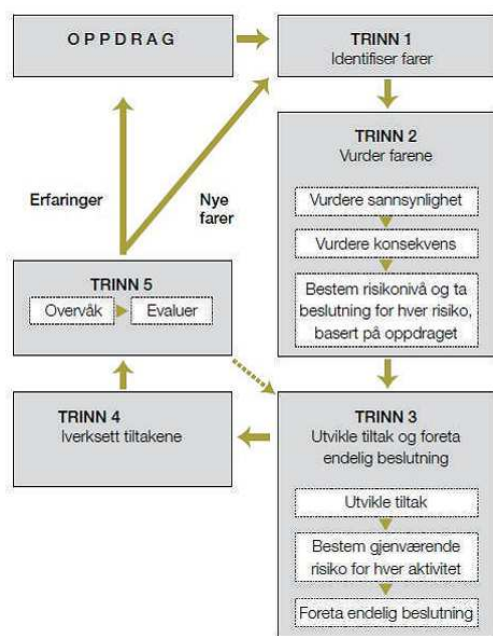 OPPDRAG
TRINN 1
Identifiser farer
TRINN 2
Vurder farene
Vurdere sannsynlighet
Vurdere konsekvens
Bestem risikonivå og ta
beslutning for hver risiko,
basert på oppdraget
Erfaringer
Nye
farer
TRINN 5
Overvåk
Evaluer
TRINN 4
Iverksett tiltakene
TRINN 3
Utvikle tiltak og foreta
endelig beslutning
Utvikle tiltak
Bestem gjenværende
risiko for hver aktivitet
Foreta endelig beslutning